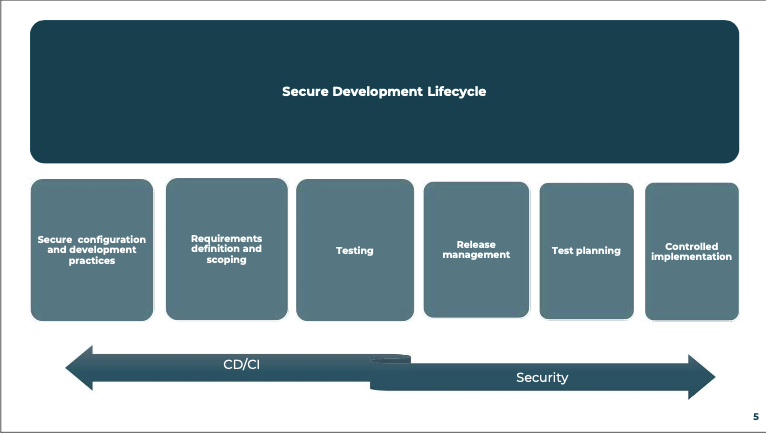 Secure Development Lifecycle
Secure configuration
and development
practices
Requirements
definition and
scoping
Testing
Release
management
Test planning
Controlled
implementation
CD/CI
Security
5